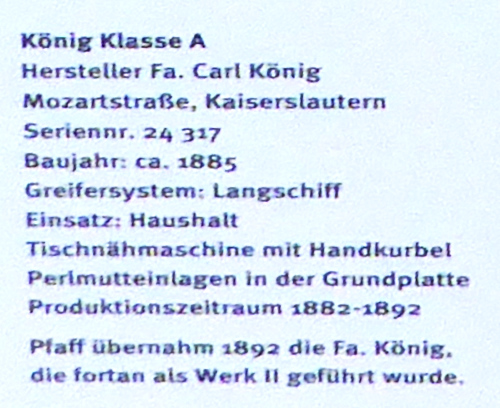 König Klasse A
Hersteller Fa. Carl König
Mozartstraße, Kaiserslautern
Seriennr. 24 317
Baujahr: ca. 1885
Greifersystem: Langschiff
Einsatz: Haushalt
Tischnähmaschine mit Handkurbel
Perlmutteinlagen in der Grundplatte
Produktionszeitraum 1882-1892
Pfaff übernahm 1892 die Fa. König,
die fortan als Werk II geführt wurde.